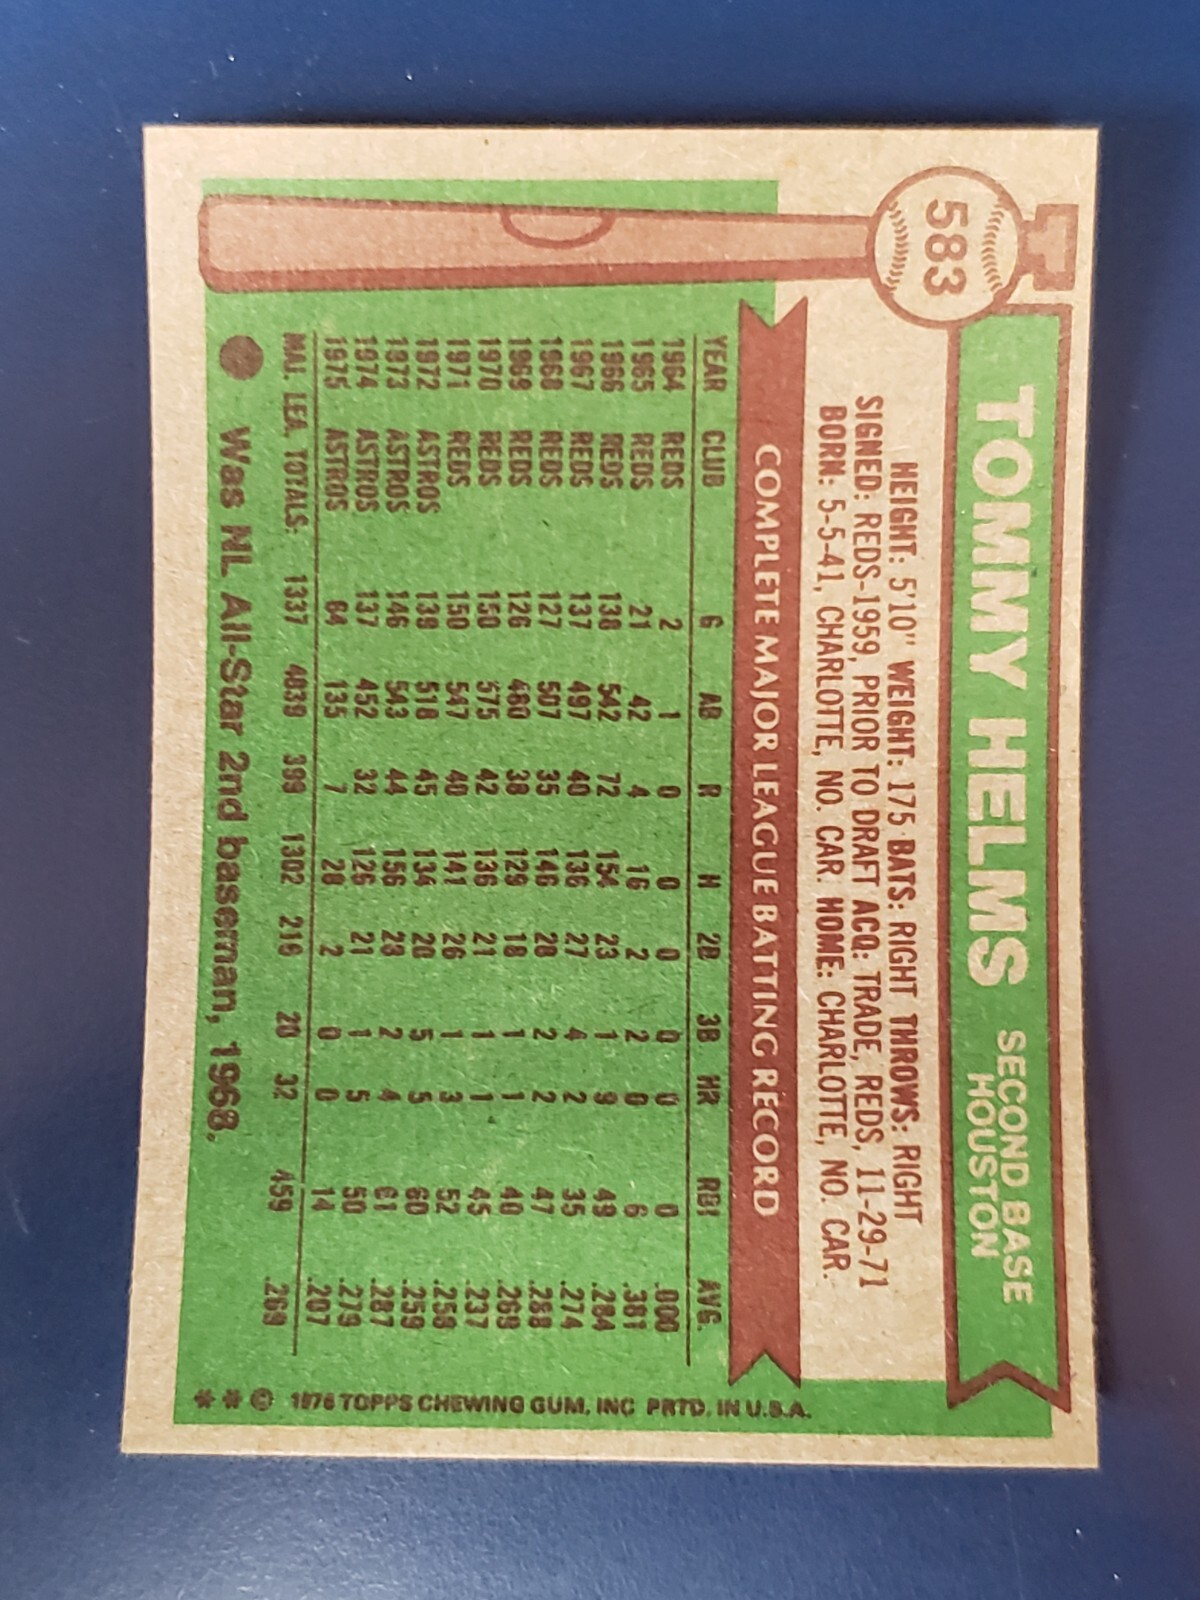 583
TOMMY HELMS
SECOND BASE
HOUSTON
HEIGHT: 5'10" WEIGHT: 175 BATS: RIGHT THROWS: RIGHT
SIGNED: REDS-1959, PRIOR TO DRAFT ACQ: TRADE, REDS, 11-29-71
BORN: 5-5-41, CHARLOTTE, NO. CAR. HOME: CHARLOTTE, NO. CAR.
COMPLETE MAJOR LEAGUE BATTING RECORD
YEAR CLUB G AB R H 2B 3B HR RBI AVG.
1964 REDS 2 1 0 0 0 0 0 0 .000
1965 REDS 21 42 4 16 2 2 0 6 .381
1966 REDS 138 542 72 154 23 1 9 49 .284
1967 REDS 137 497 40 136 27 4 2 35 .274
1968 REDS 127 507 35 146 28 2 2 47 .288
1969 REDS 126 480 38 129 18 1 1 40 .269
1970 REDS 150 575 42 136 21 1 1 45 .237
1971 REDS 150 547 40 141 26 1 3 52 .258
1972 ASTROS 139 518 45 134 20 5 5 60 .259
1973 ASTROS 146 543 44 156 28 2 4 61 .287
1974 ASTROS 137 452 32 126 21 1 5 50 .279
1975 ASTROS 64 135 7 28 2 0 0 14 .207
MAJ. LEA. TOTALS: 1337 4839 399 1302 216 20 32 459 .269
Was NL All-Star 2nd baseman, 1968.
* * © 1976 TOPPS CHEWING GUM, INC PRTD. IN U.S.A.